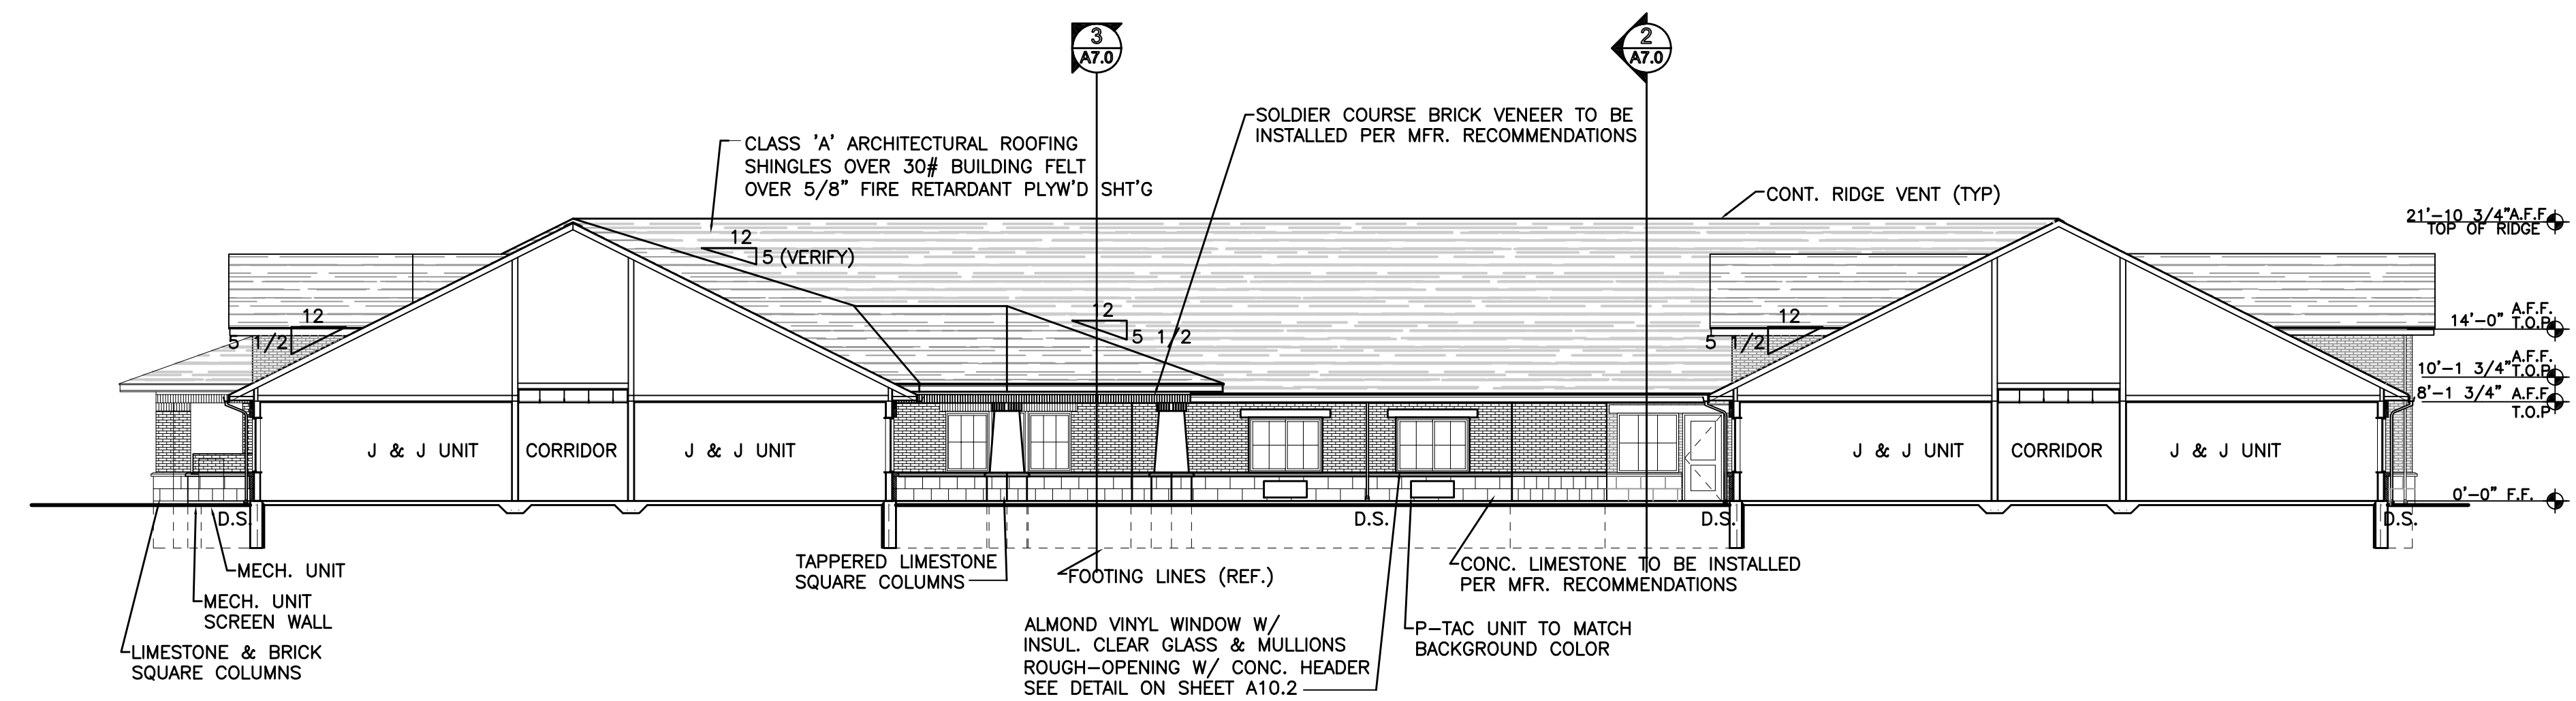 3
A7.0
2
A7.0
SOLDIER COURSE BRICK VENEER TO BE
INSTALLED PER MFR. RECOMMENDATIONS
CLASS 'A' ARCHITECTURAL ROOFING
SHINGLES OVER 30# BUILDING FELT
OVER 5/8" FIRE RETARDANT PLYW'D SHT'G
CONT. RIDGE VENT (TYP)
21'-10 3/4"A.F.F.
TOP OF RIDGE
12
5 (VERIFY)
12
5 1/2
2
5 1/2
12
5 1/2
A.F.F.
14'-0" T.O.P.
A.F.F.
10'-1 3/4"T.O.P.
8'-1 3/4" A.F.F.
T.O.P
J & J UNIT
CORRIDOR
J & J UNIT
J & J UNIT
CORRIDOR
J & J UNIT
0'-0" F.F.
D.S.
D.S.
D.S.
D.S.
MECH. UNIT
MECH. UNIT
SCREEN WALL
LIMESTONE & BRICK
SQUARE COLUMNS
TAPPERED LIMESTONE
SQUARE COLUMNS
FOOTING LINES (REF.)
CONC. LIMESTONE TO BE INSTALLED
PER MFR. RECOMMENDATIONS
ALMOND VINYL WINDOW W/
INSUL. CLEAR GLASS & MULLIONS
ROUGH-OPENING W/ CONC. HEADER
SEE DETAIL ON SHEET A10.2
P-TAC UNIT TO MATCH
BACKGROUND COLOR